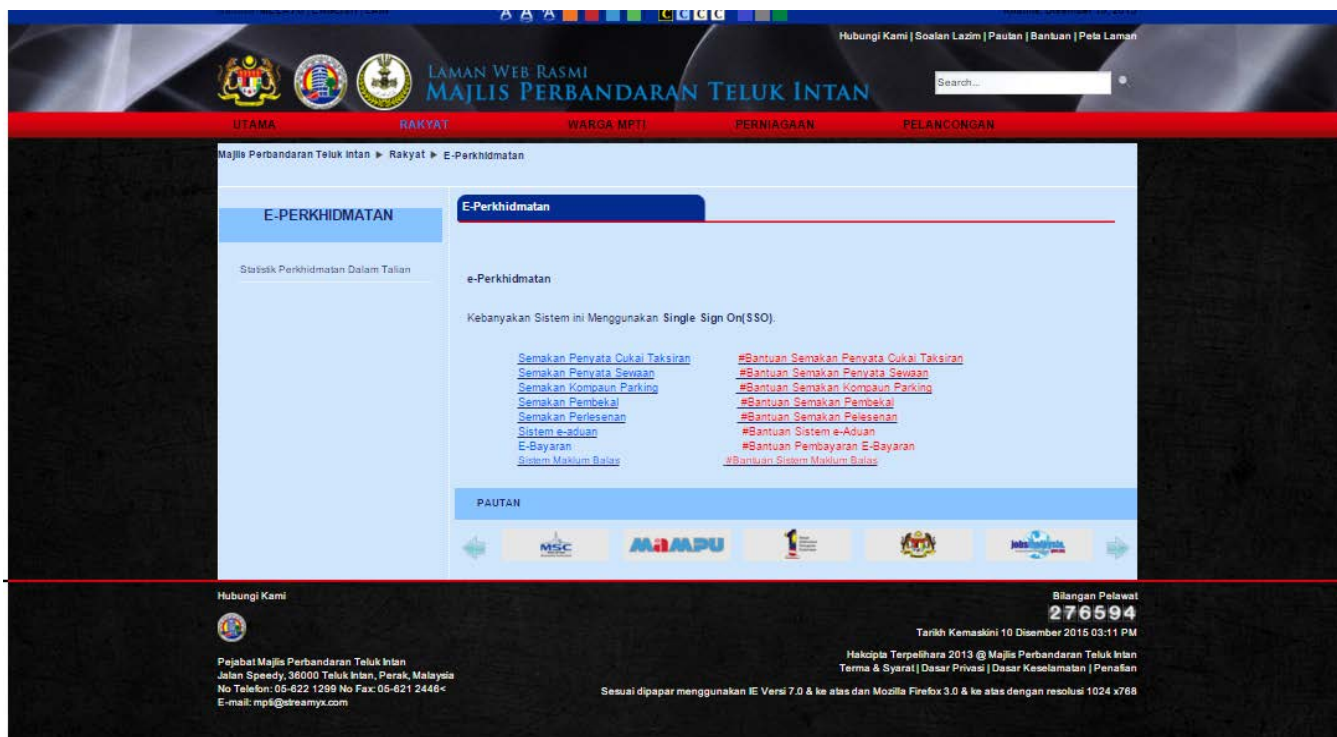 A A A C C C C
Hubungi Kami | Soalan Lazim | Pautan | Bantuan | Peta Laman
LAMAN WEB RASMI
MAJLIS PERBANDARAN TELUK INTAN
Search...
UTAMA RAKYAT WARGA MPTI PERNIAGAAN PELANCONGAN
Majlis Perbandaran Teluk Intan ► Rakyat ► E-Perkhidmatan
E-PERKHIDMATAN
Statistik Perkhidmatan Dalam Talian
E-Perkhidmatan
e-Perkhidmatan
Kebanyakan Sistem ini Menggunakan Single Sign On(SSO).
Semakan Penyata Cukai Taksiran #Bantuan Semakan Penyata Cukai Taksiran
Semakan Penyata Sewaan #Bantuan Semakan Penyata Sewaan
Semakan Kompaun Parking #Bantuan Semakan Kompaun Parking
Semakan Pembekal #Bantuan Semakan Pembekal
Semakan Perlesenan #Bantuan Semakan Pelesenan
Sistem e-aduan #Bantuan Sistem e-Aduan
E-Bayaran #Bantuan Pembayaran E-Bayaran
Sistem Maklum Balas #Bantuan Sistem Maklum Balas
PAUTAN
MSC MAMPU 1
Hubungi Kami
Pejabat Majlis Perbandaran Teluk Intan
Jalan Speedy, 36000 Teluk Intan, Perak, Malaysia
No Telefon: 05-622 1299 No Fax: 05-621 2446<
E-mail: mpti@streamyx.com
Bilangan Pelawat
276594
Tarikh Kemaskini 10 Disember 2015 03:11 PM
Hakcipta Terpelihara 2013 @ Majlis Perbandaran Teluk Intan
Terma & Syarat | Dasar Privasi | Dasar Keselamatan | Penafian
Sesuai dipapar menggunakan IE Versi 7.0 & ke atas dan Mozilla Firefox 3.0 & ke atas dengan resolusi 1024 x768